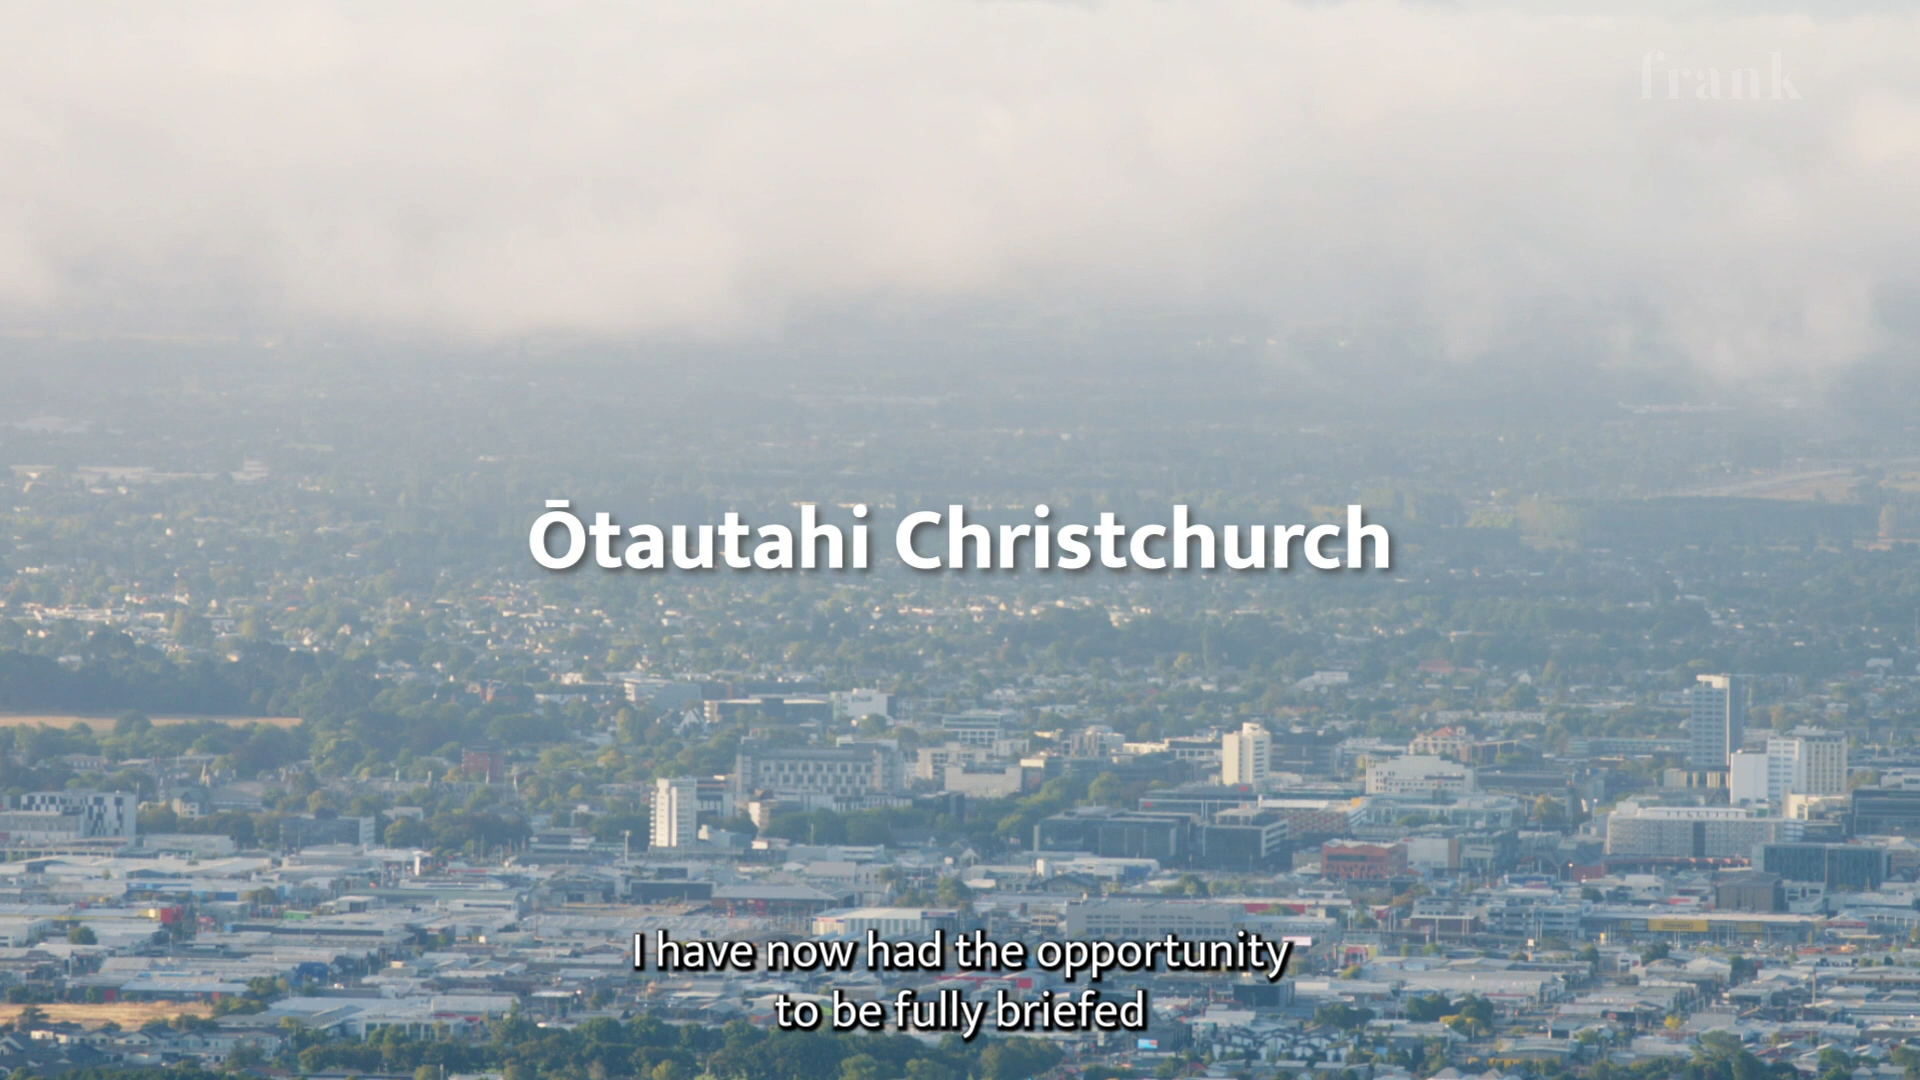 frank
Ōtautahi Christchurch
I have now had the opportunity
to be fully briefed